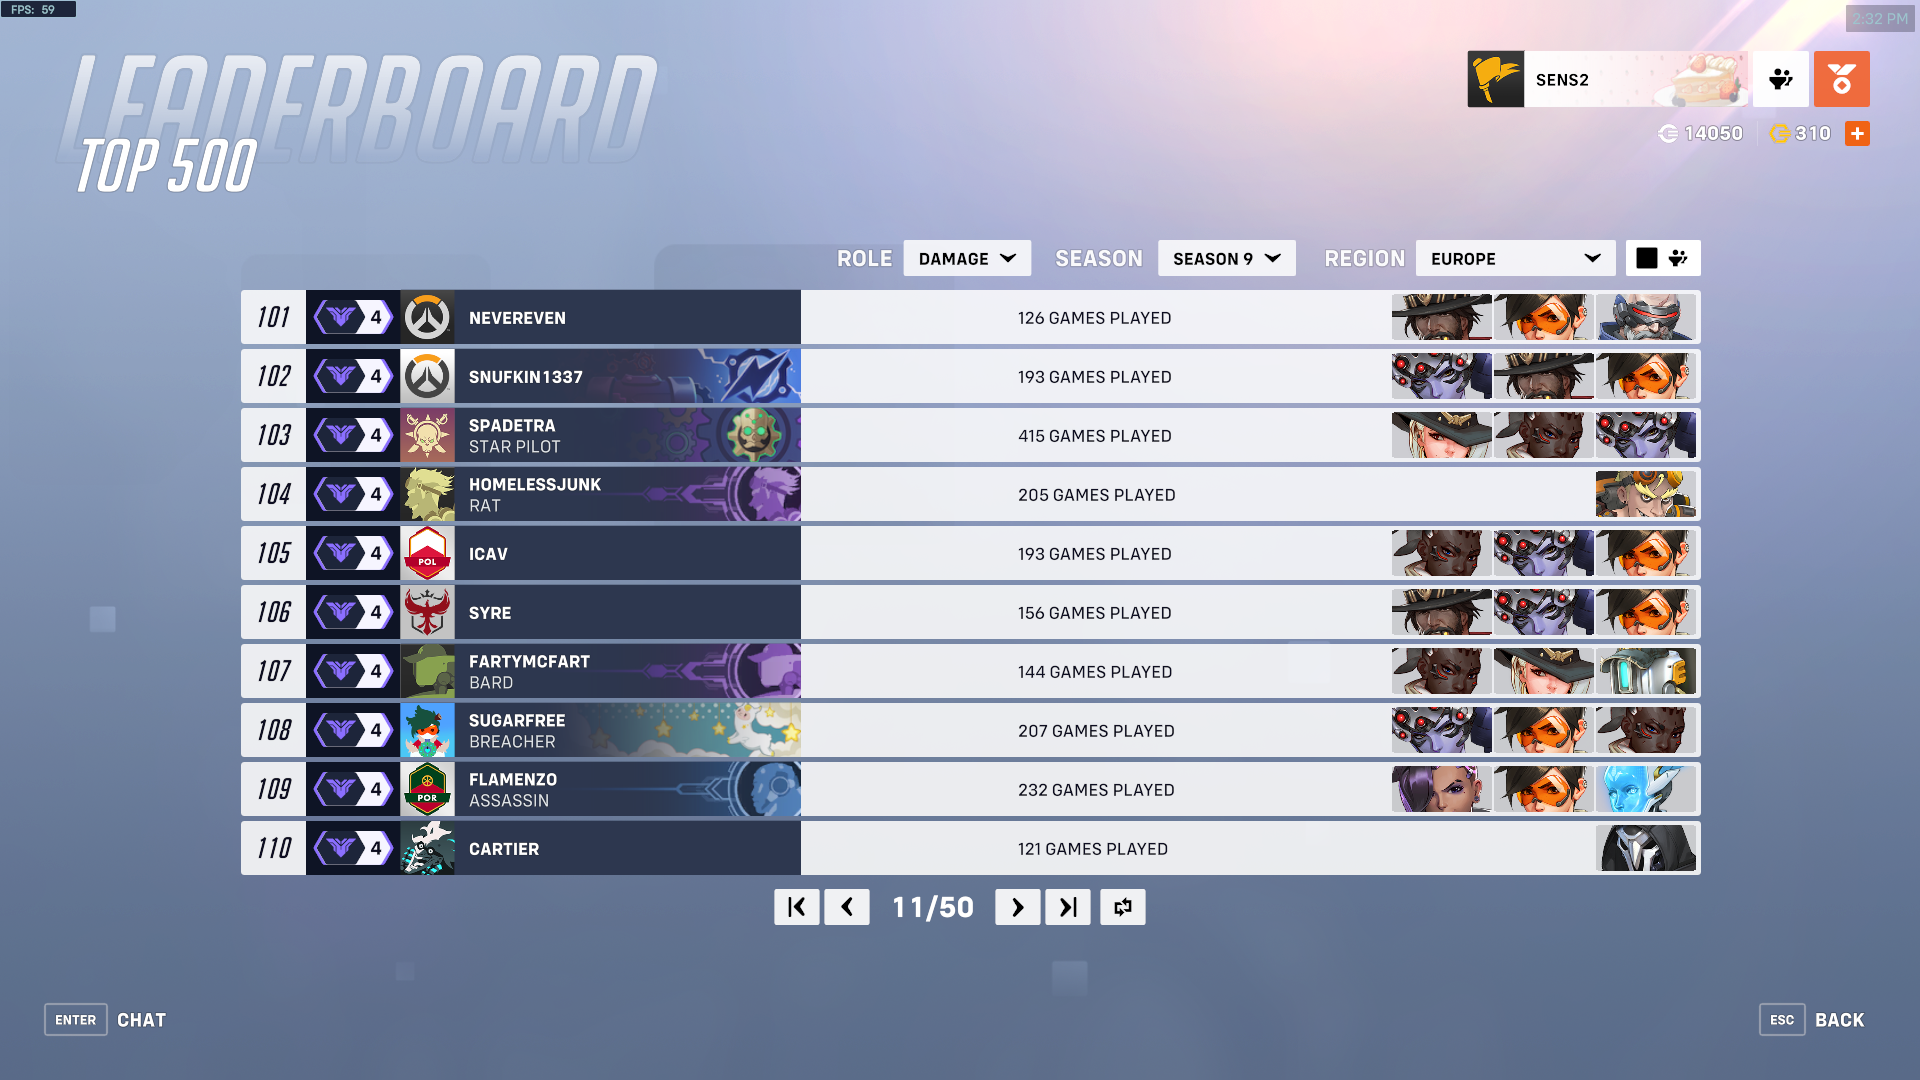 FPS: 59
2:32 PM
LEADERBOARD
TOP 500
SENS2
14050 310
ROLE DAMAGE SEASON SEASON 9 REGION EUROPE
101 4 NEVEREVEN 126 GAMES PLAYED
102 4 SNUFKIN1337 193 GAMES PLAYED
103 4 SPADETRA 415 GAMES PLAYED
STAR PILOT
104 4 HOMELESSJUNK 205 GAMES PLAYED
RAT
105 4 POL ICAV 193 GAMES PLAYED
106 4 SYRE 156 GAMES PLAYED
107 4 FARTYMCFART 144 GAMES PLAYED
BARD
108 4 SUGARFREE 207 GAMES PLAYED
BREACHER
109 4 POR FLAMENZO 232 GAMES PLAYED
ASSASSIN
110 4 CARTIER 121 GAMES PLAYED
11/50
ENTER CHAT
ESC BACK